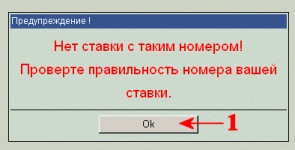 Предупреждение !
Нет ставки с таким номером!
Проверте правильность номера вашей
ставки.
Ok
1